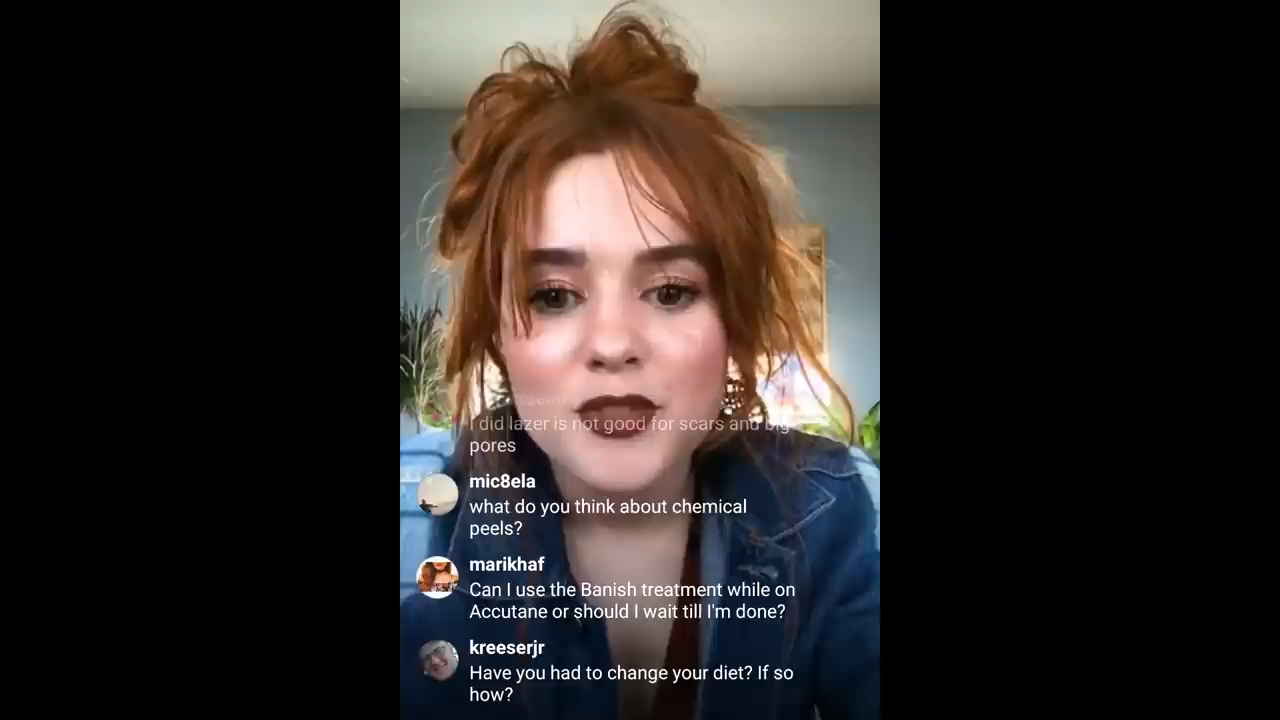 I did lazer is not good for scars and big
pores
mic8ela
what do you think about chemical
peels?
marikhaf
Can I use the Banish treatment while on
Accutane or should I wait till I'm done?
kreeserjr
Have you had to change your diet? If so
how?